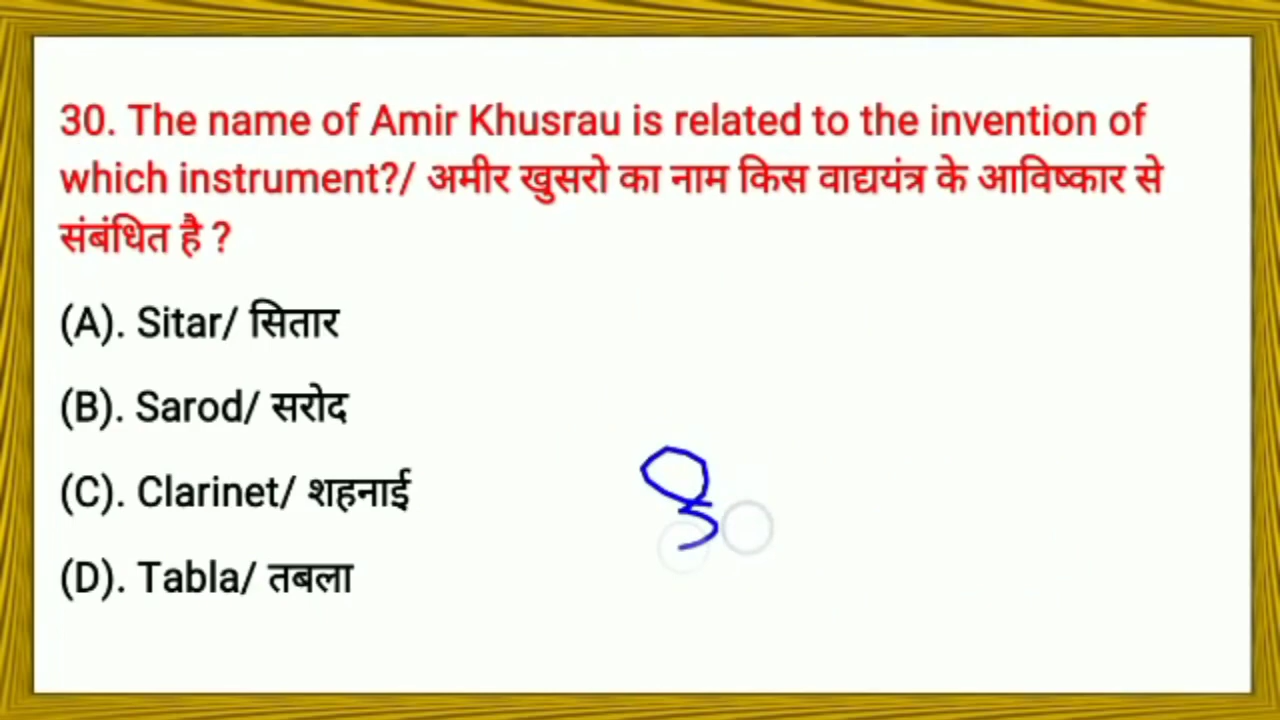 30. The name of Amir Khusrau is related to the invention of
which instrument?/ अमीर खुसरो का नाम किस वाद्ययंत्र के आविष्कार से
संबंधित है ?
(A). Sitar/ सितार
(B). Sarod/ सरोद
(C). Clarinet/ शहनाई
(D). Tabla/ तबला